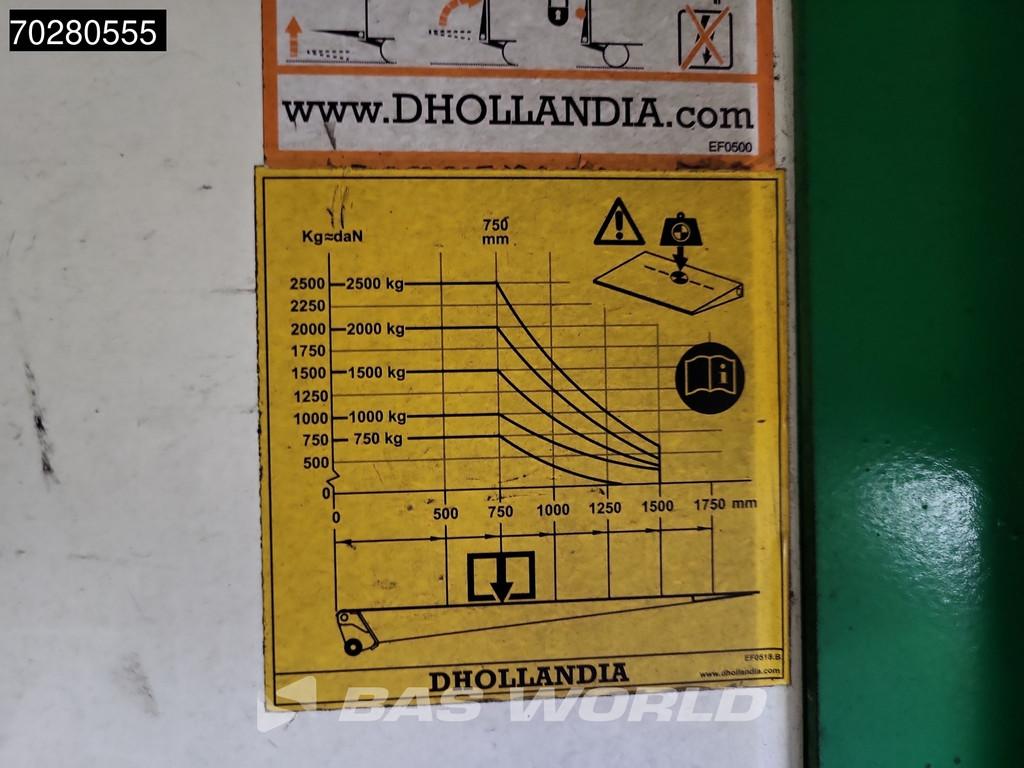 70280555
www.DHOLLANDIA.com
EF0500
Kg≈daN
750
mm
2500 2500 kg
2250
2000 2000 kg
1750
1500 1500 kg
1250
1000 1000 kg
750 750 kg
500
0
0 500 750 1000 1250 1500 1750 mm
EF0518.B
DHOLLANDIA www.dhollandia.com
BAS WORLD